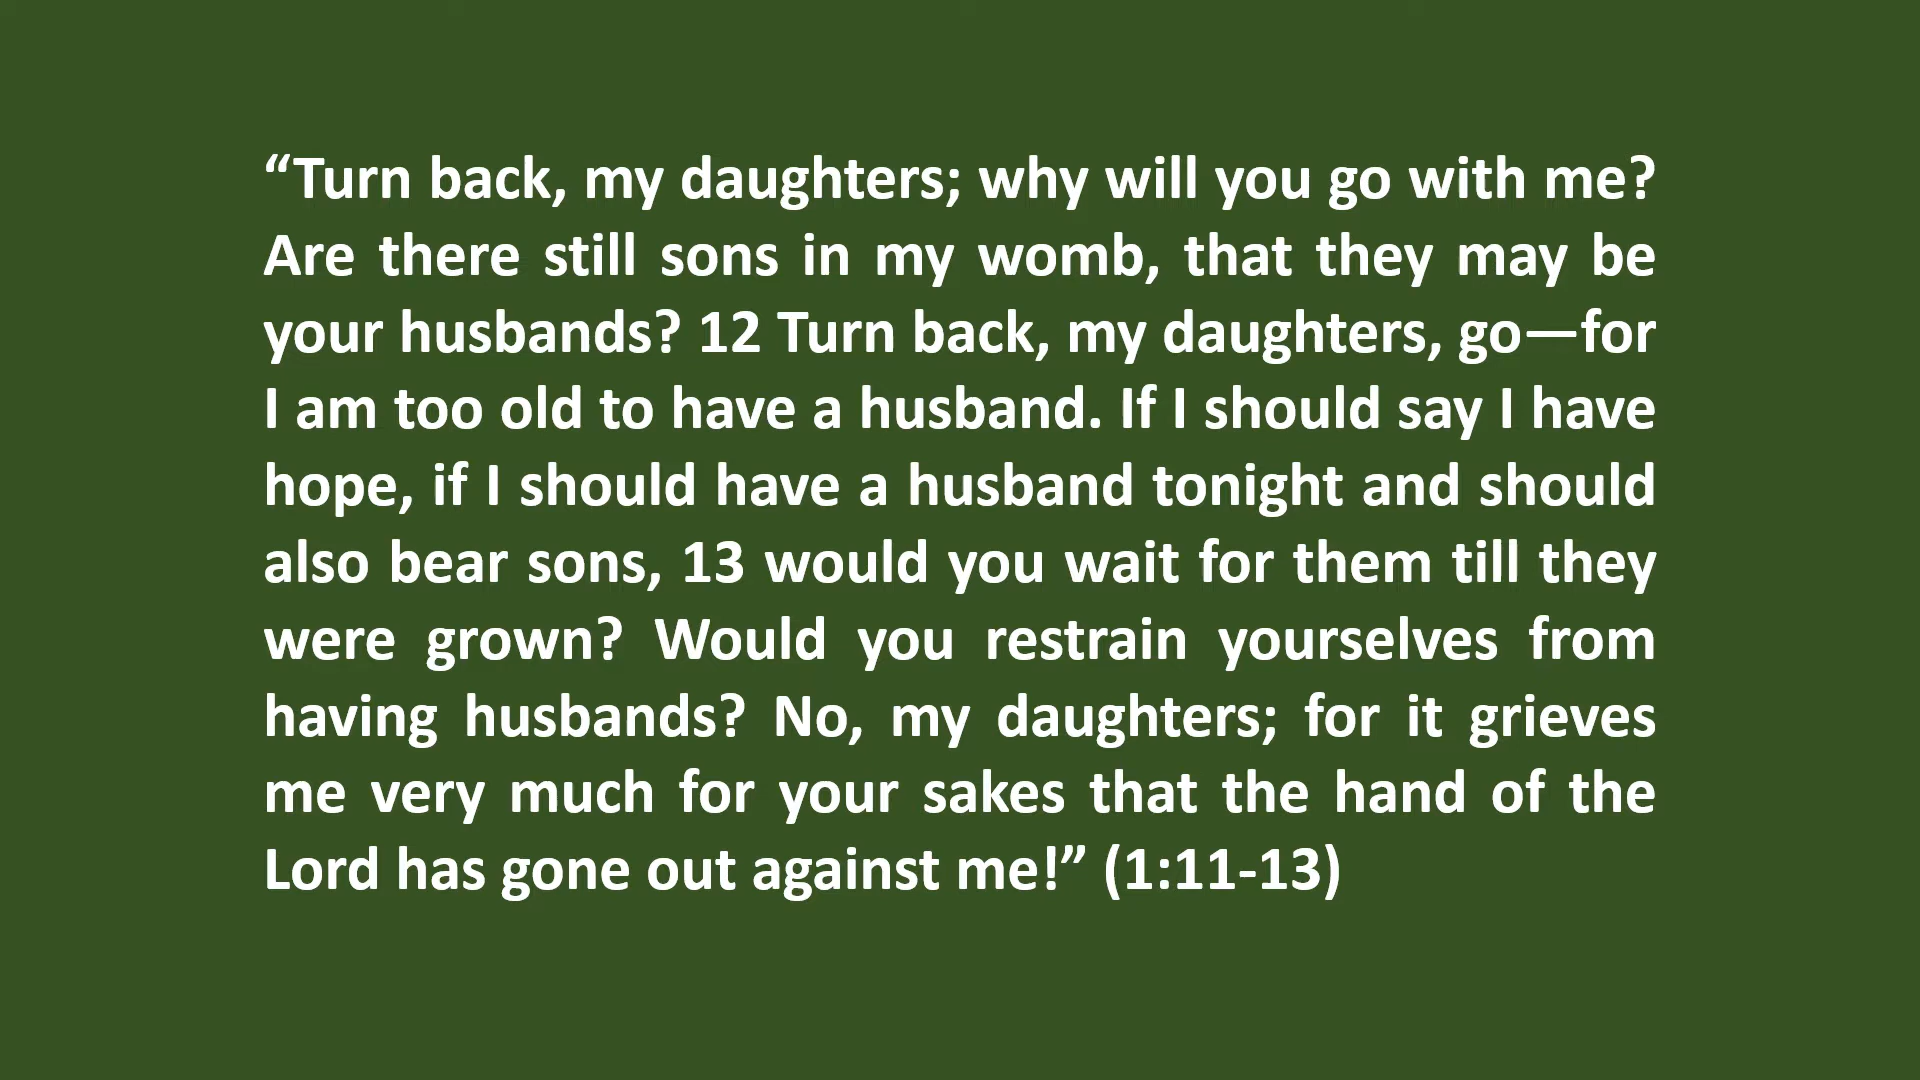 “Turn back, my daughters; why will you go with me?
Are there still sons in my womb, that they may be
your husbands? 12 Turn back, my daughters, go—for
I am too old to have a husband. If I should say I have
hope, if I should have a husband tonight and should
also bear sons, 13 would you wait for them till they
were grown? Would you restrain yourselves from
having husbands? No, my daughters; for it grieves
me very much for your sakes that the hand of the
Lord has gone out against me!” (1:11-13)